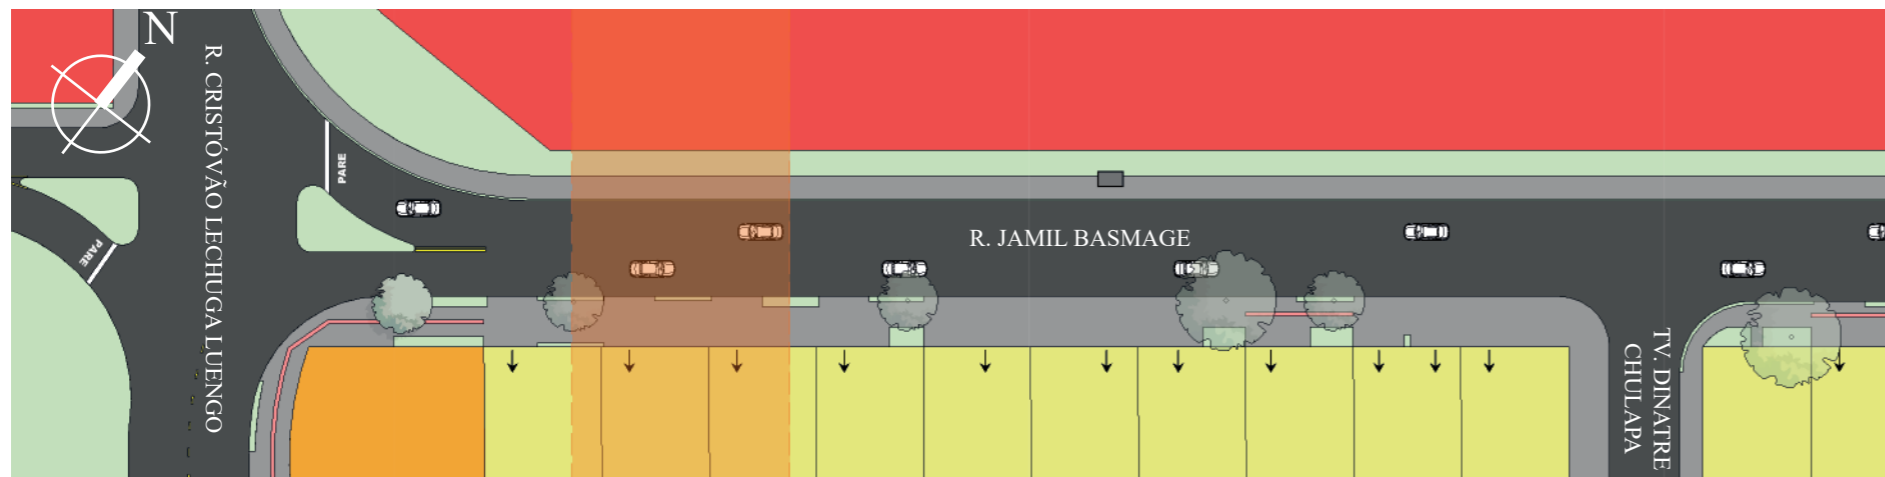 N
R. CRISTÓVÃO LECHUGA LUENGO
PARE
PARE
R. JAMIL BASMAGE
TV. DINATRE
CHULAPA